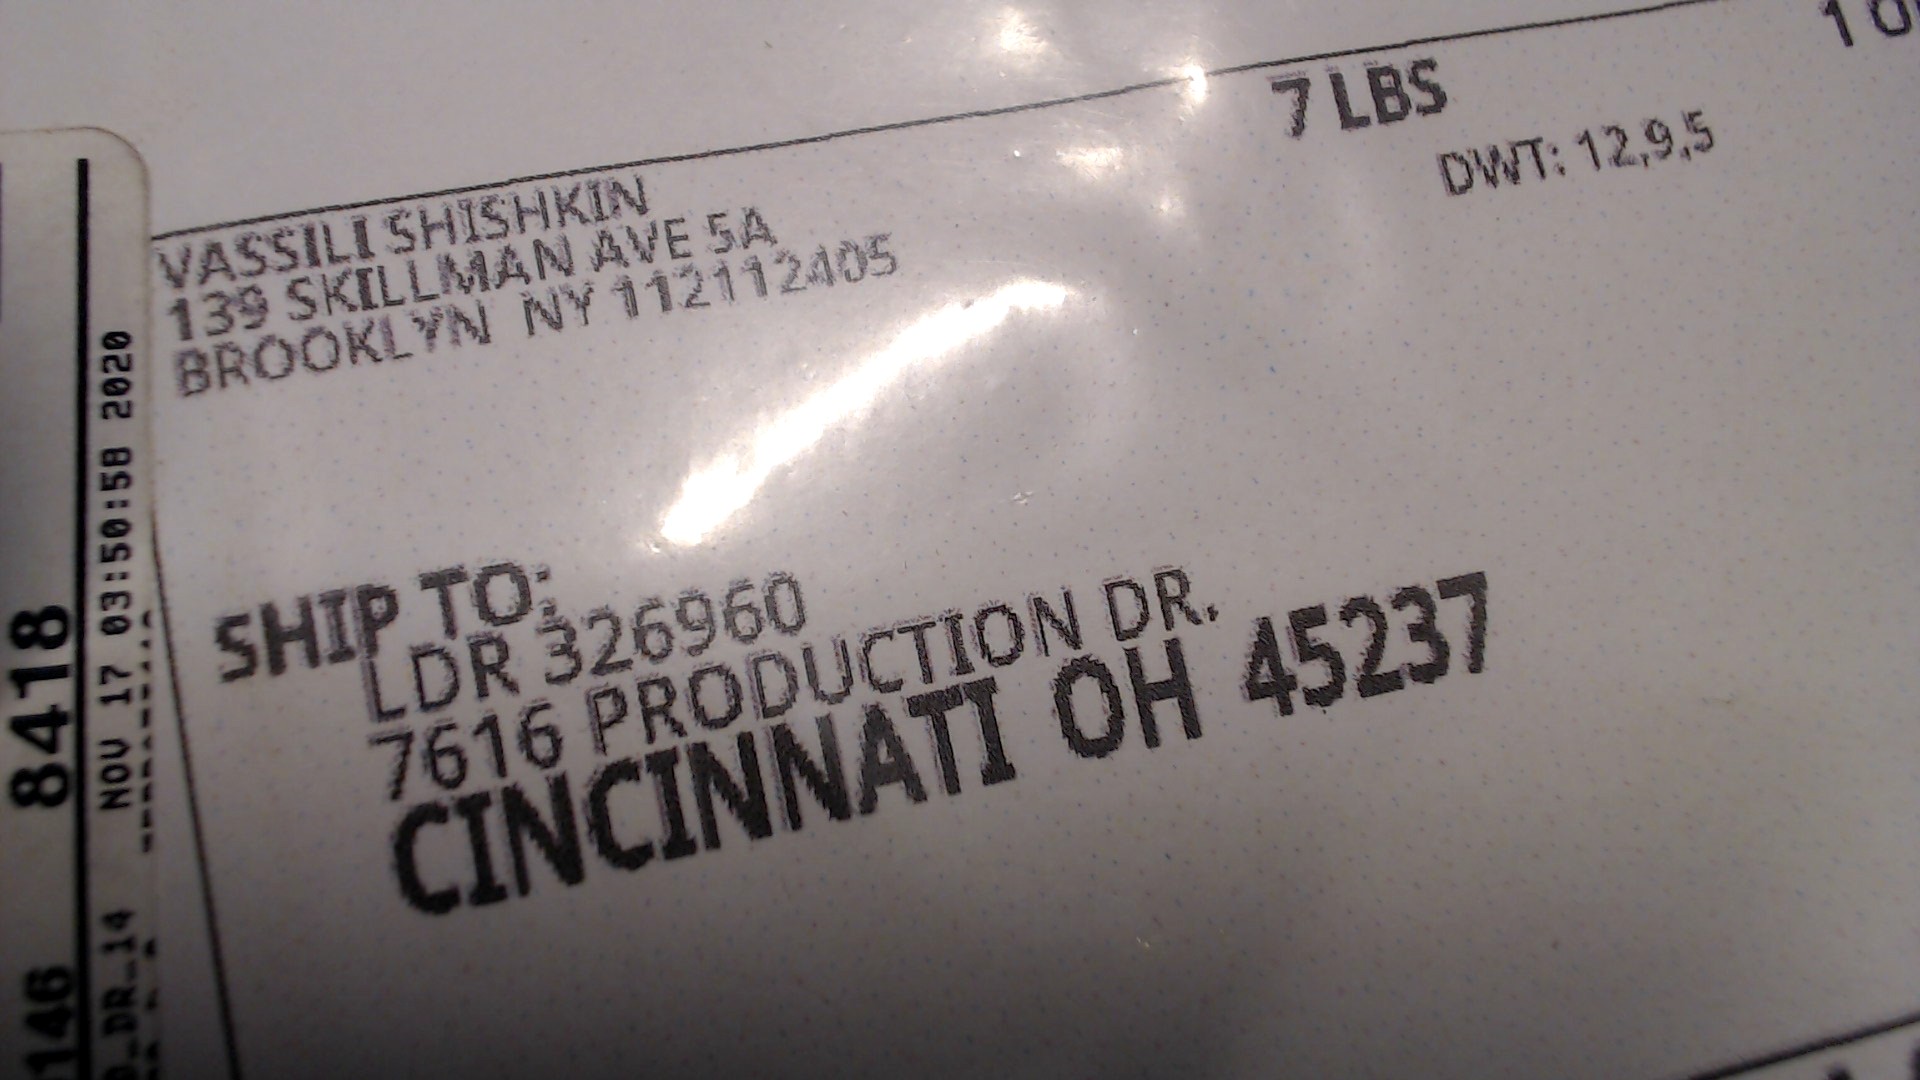 7 LBS
DWT: 12,9,5
VASSILI SHISHKIN
139 SKILLMAN AVE 5A
BROOKLYN NY 112112405
SHIP TO:
LDR 326960
7616 PRODUCTION DR.
CINCINNATI OH 45237
8418
NOV 17 03:50:58 2020